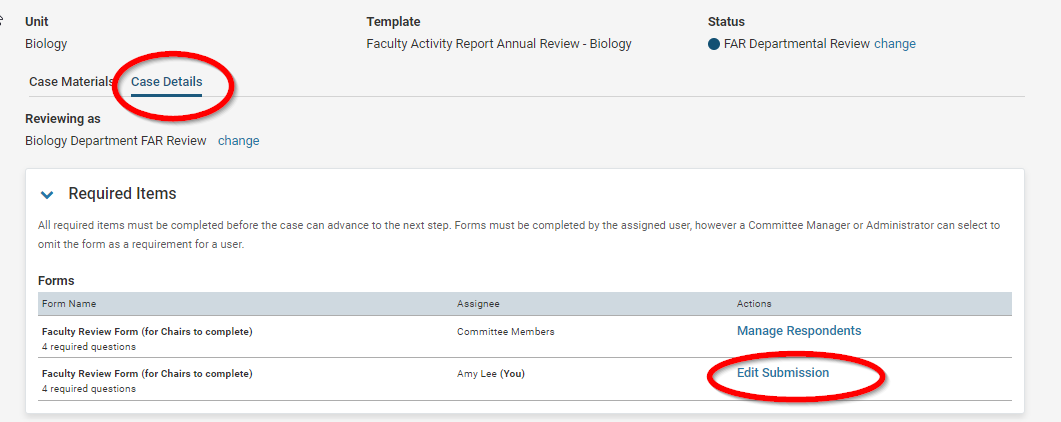 Unit Template Status
Biology Faculty Activity Report Annual Review - Biology FAR Departmental Review change
Case Materials Case Details
Reviewing as
Biology Department FAR Review change
Required Items
All required items must be completed before the case can advance to the next step. Forms must be completed by the assigned user, however a Committee Manager or Administrator can select to
omit the form as a requirement for a user.
Forms
Form Name Assignee Actions
Faculty Review Form (for Chairs to complete) Committee Members Manage Respondents
4 required questions
Faculty Review Form (for Chairs to complete) Amy Lee (You) Edit Submission
4 required questions